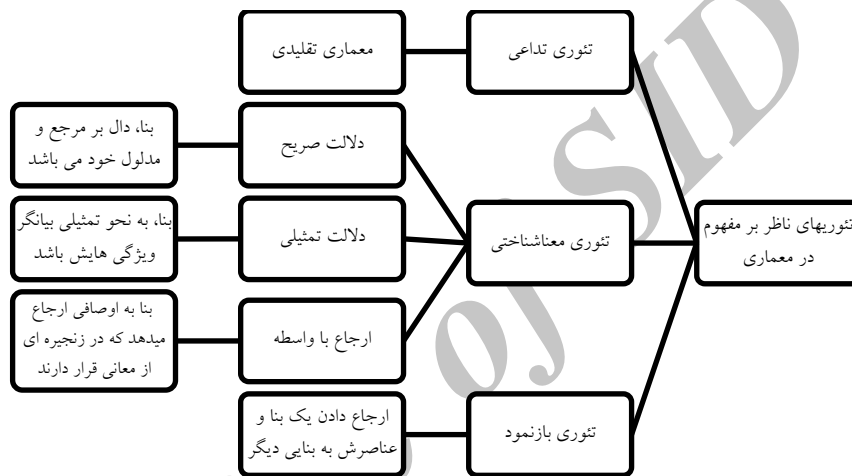 تئوری تداعی
معماری تقلیدی
دلالت صریح
بنا، دال بر مرجع و
مدلول خود می باشد
تئوریهای ناظر بر مفهوم
در معماری
تئوری معناشناختی
دلالت تمثیلی
بنا، به نحو تمثیلی بیانگر
ویژگی هایش باشد
ارجاع با واسطه
بنا به اوصافی ارجاع
میدهد که در زنجیره ای
از معانی قرار دارند
تئوری بازنمود
ارجاع دادن یک بنا و
عناصرش به بنایی دیگر
of SID